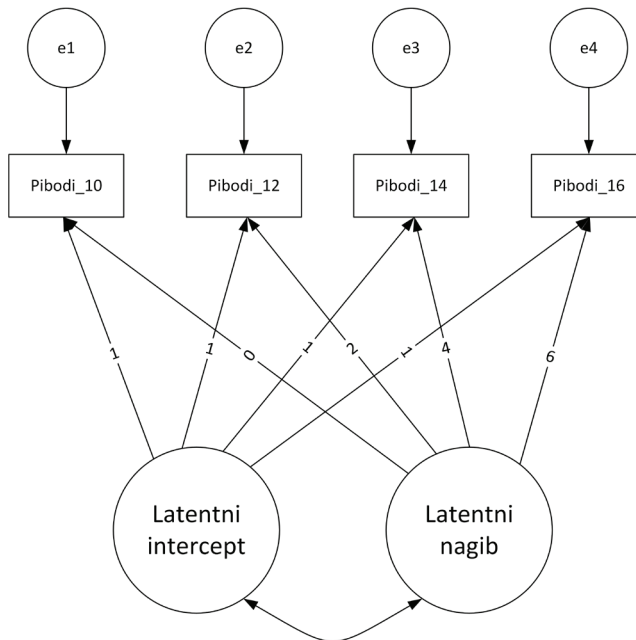 e1
e2
e3
e4
Pibodi_10
Pibodi_12
Pibodi_14
Pibodi_16
1
1
0
1
2
1
4
6
Latentni
intercept
Latentni
nagib